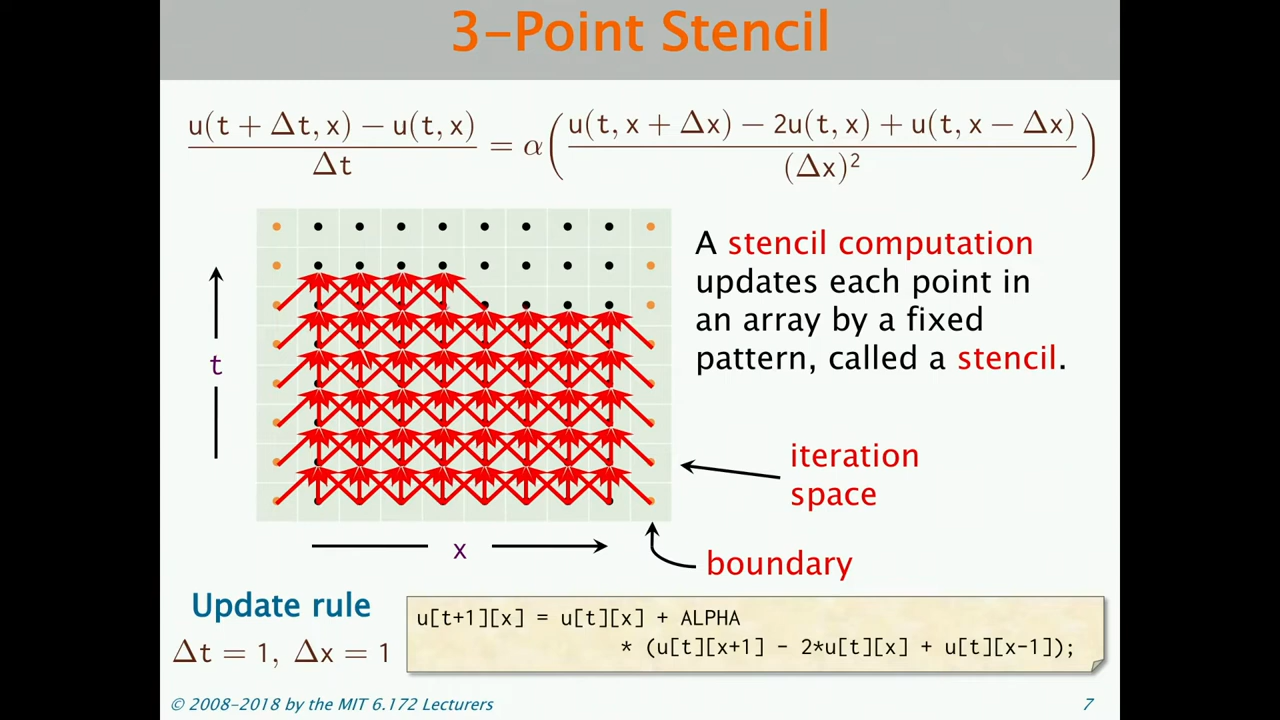 3-Point Stencil
u(t + Δt, x) − u(t, x) / Δt = α( u(t, x + Δx) − 2u(t, x) + u(t, x − Δx) / (Δx)² )
A stencil computation
updates each point in
an array by a fixed
pattern, called a stencil.
t
iteration
space
x
boundary
Update rule
Δt = 1, Δx = 1
u[t+1][x] = u[t][x] + ALPHA
* (u[t][x+1] - 2*u[t][x] + u[t][x-1]);
© 2008-2018 by the MIT 6.172 Lecturers
7